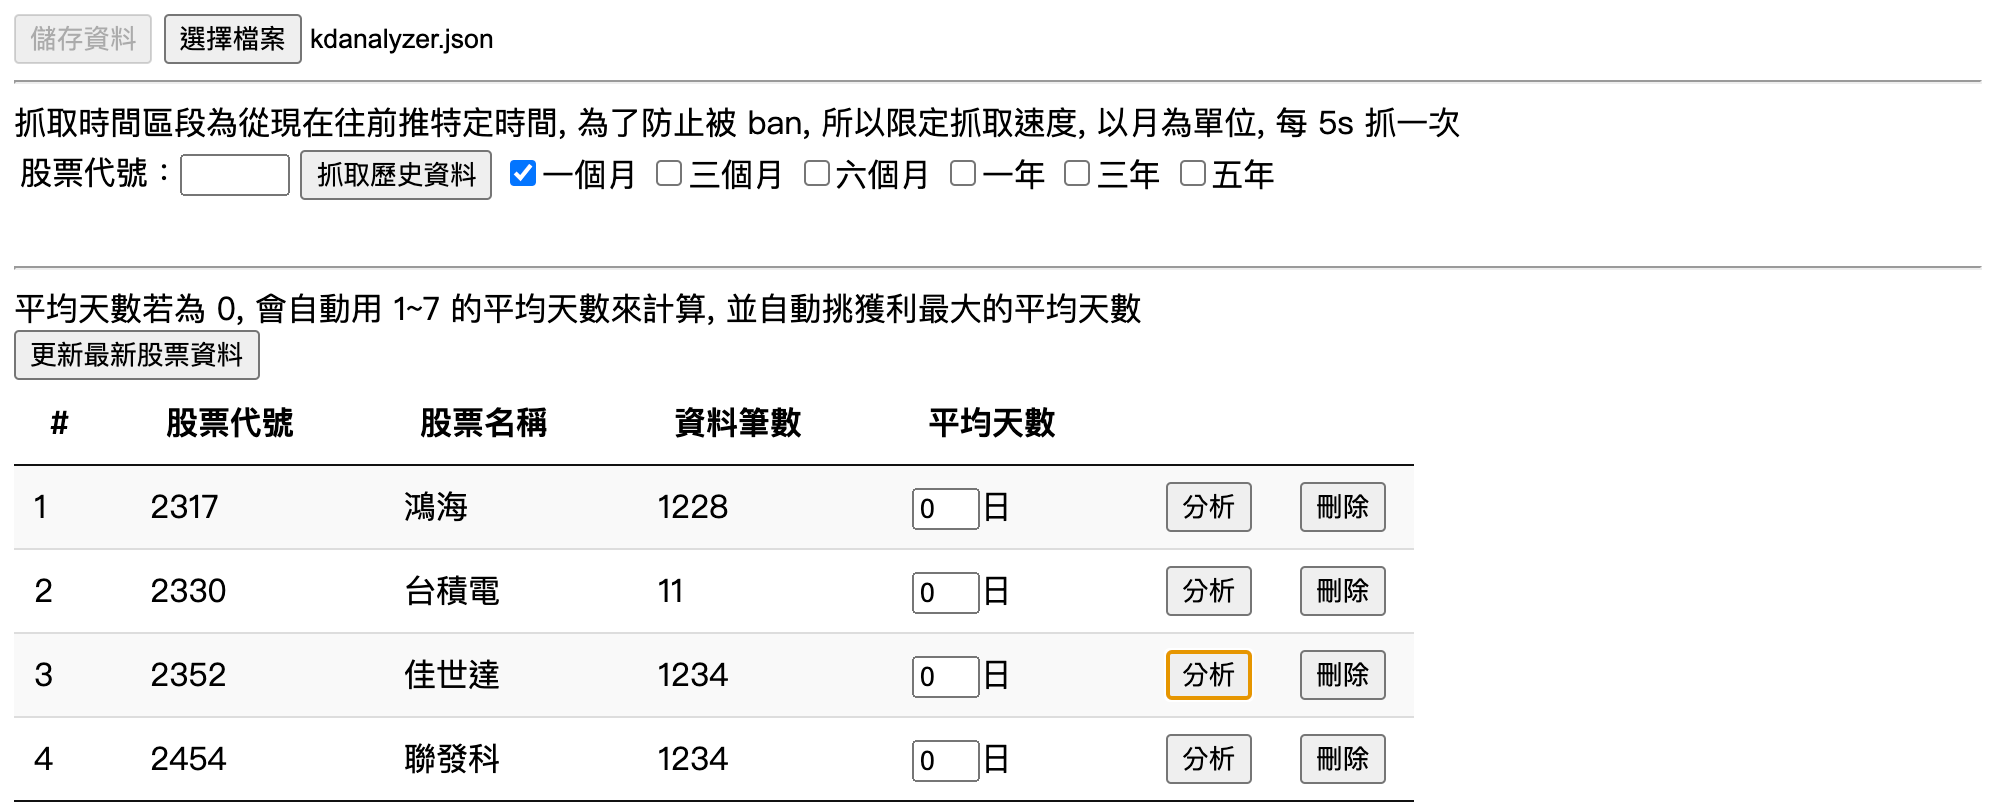 儲存資料 選擇檔案 kdanalyzer.json
抓取時間區段為從現在往前推特定時間, 為了防止被 ban, 所以限定抓取速度, 以月為單位, 每 5s 抓一次
股票代號： 抓取歷史資料 一個月 三個月 六個月 一年 三年 五年
平均天數若為 0, 會自動用 1~7 的平均天數來計算, 並自動挑獲利最大的平均天數
更新最新股票資料
# 股票代號 股票名稱 資料筆數 平均天數
1 2317 鴻海 1228 0 日 分析 刪除
2 2330 台積電 11 0 日 分析 刪除
3 2352 佳世達 1234 0 日 分析 刪除
4 2454 聯發科 1234 0 日 分析 刪除